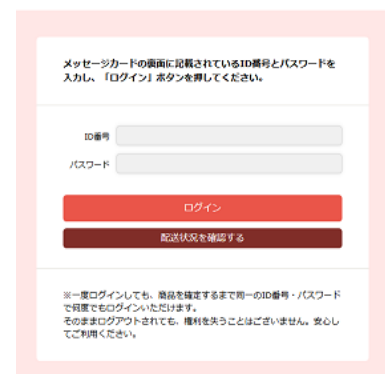 メッセージカードの裏面に記載されているID番号とパスワードを
入力し、「ログイン」ボタンを押してください。
ID番号
パスワード
ログイン
配送状況を確認する
※一度ログインしても、商品を確定するまで同一のID番号・パスワード
で何度でもログインいただけます。
そのままログアウトされても、権利を失うことはございません。安心し
てご利用ください。